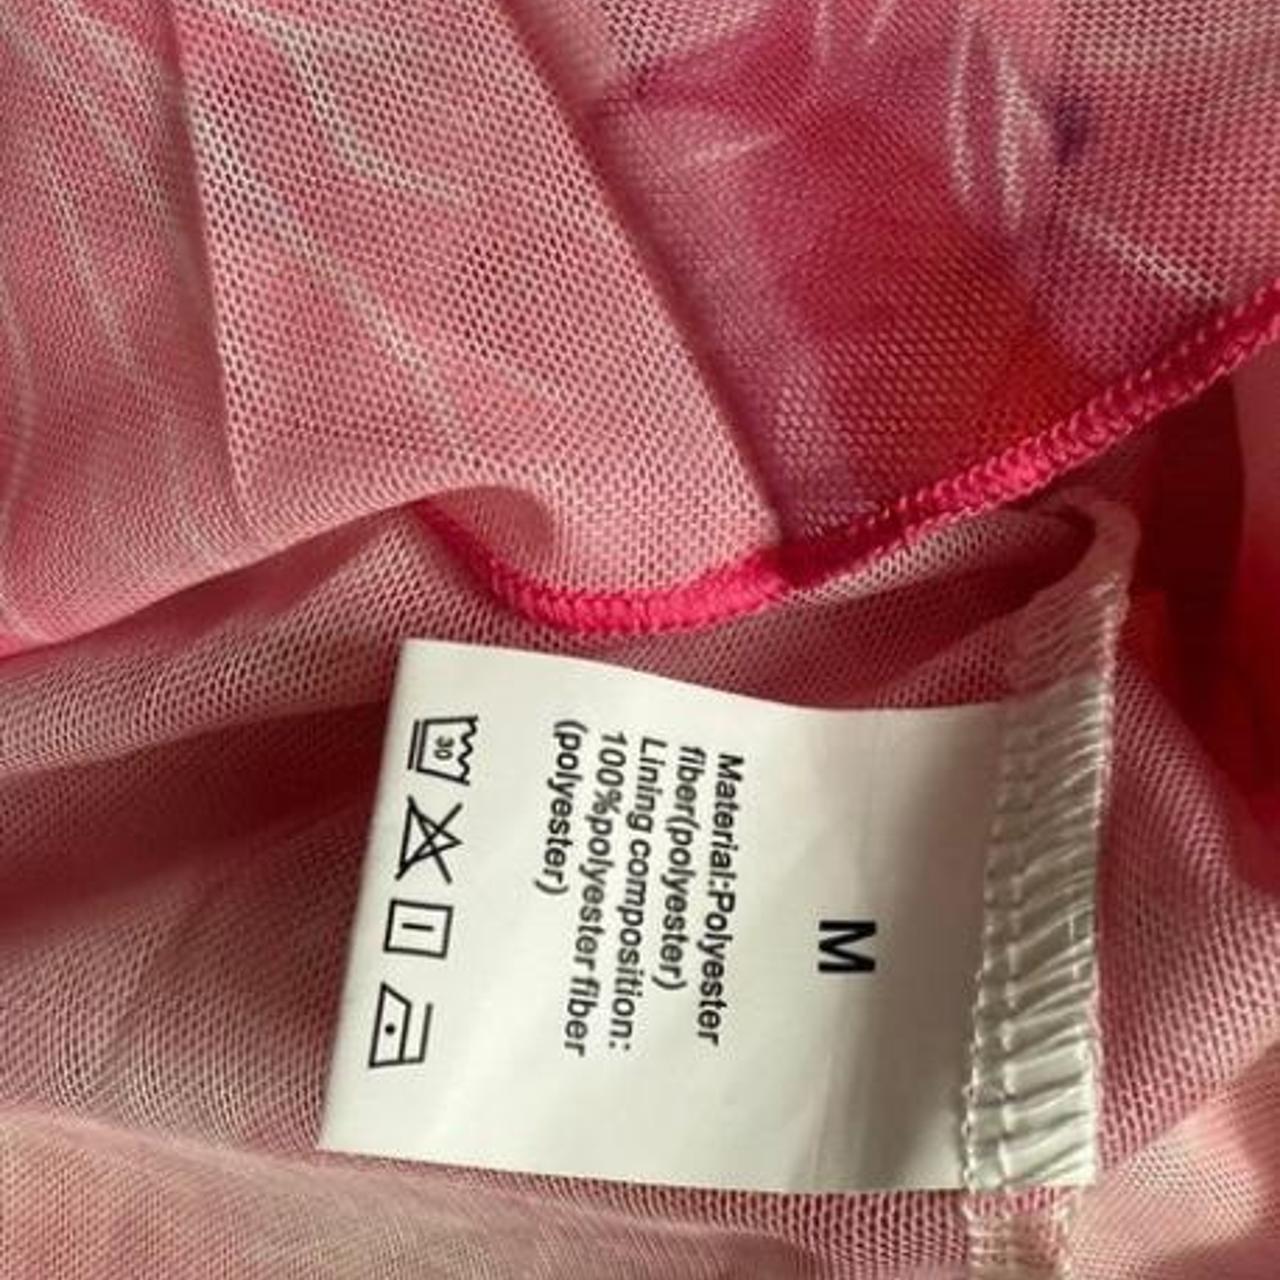 M
Material:Polyester
fiber(polyester)
Lining composition:
100%polyester fiber
(polyester)
30